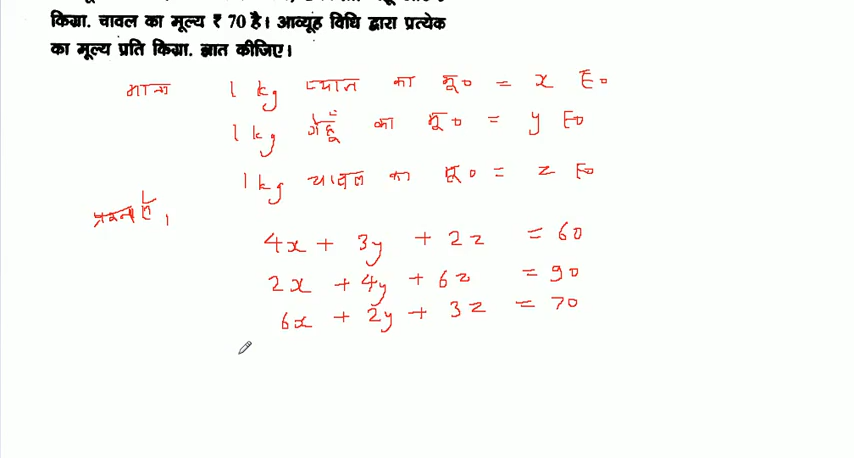 किग्रा. चावल का मूल्य ₹ 70 है। आव्यूह विधि द्वारा प्रत्येक
का मूल्य प्रति किग्रा. ज्ञात कीजिए।
माना 1 kg प्याज का मू० = x रु०
1 kg गेहूँ का मू० = y रु०
1 kg चावल का मू० = z रु०
4x + 3y + 2z = 60
2x + 4y + 6z = 90
6x + 2y + 3z = 70